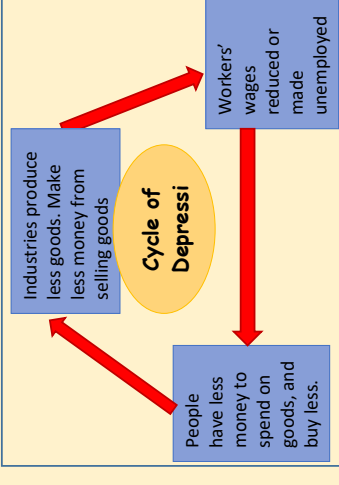 Industries produce
less goods. Make
less money from
selling goods
Workers’
wages
reduced or
made
unemployed
Cycle of
Depressi
People
have less
money to
spend on
goods, and
buy less.